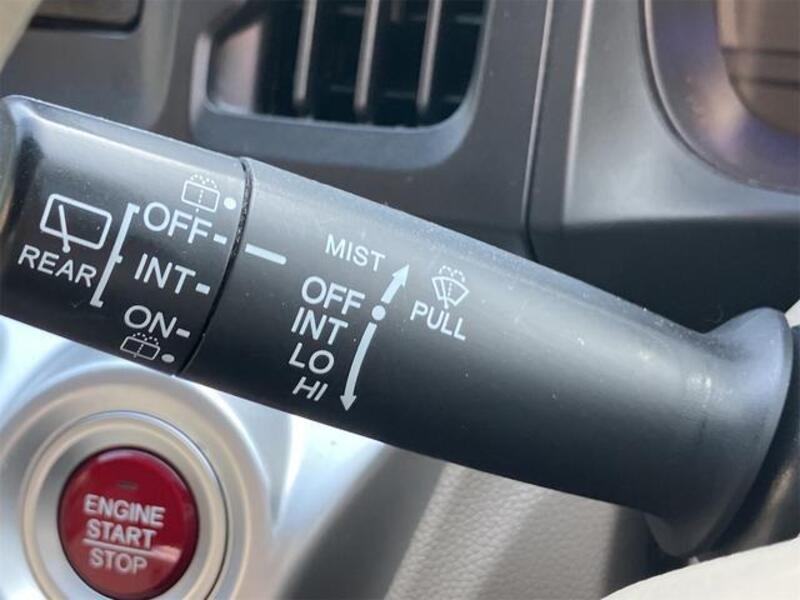 REAR
OFF
INT
ON
MIST
OFF
INT
LO
HI
PULL
ENGINE
START
STOP